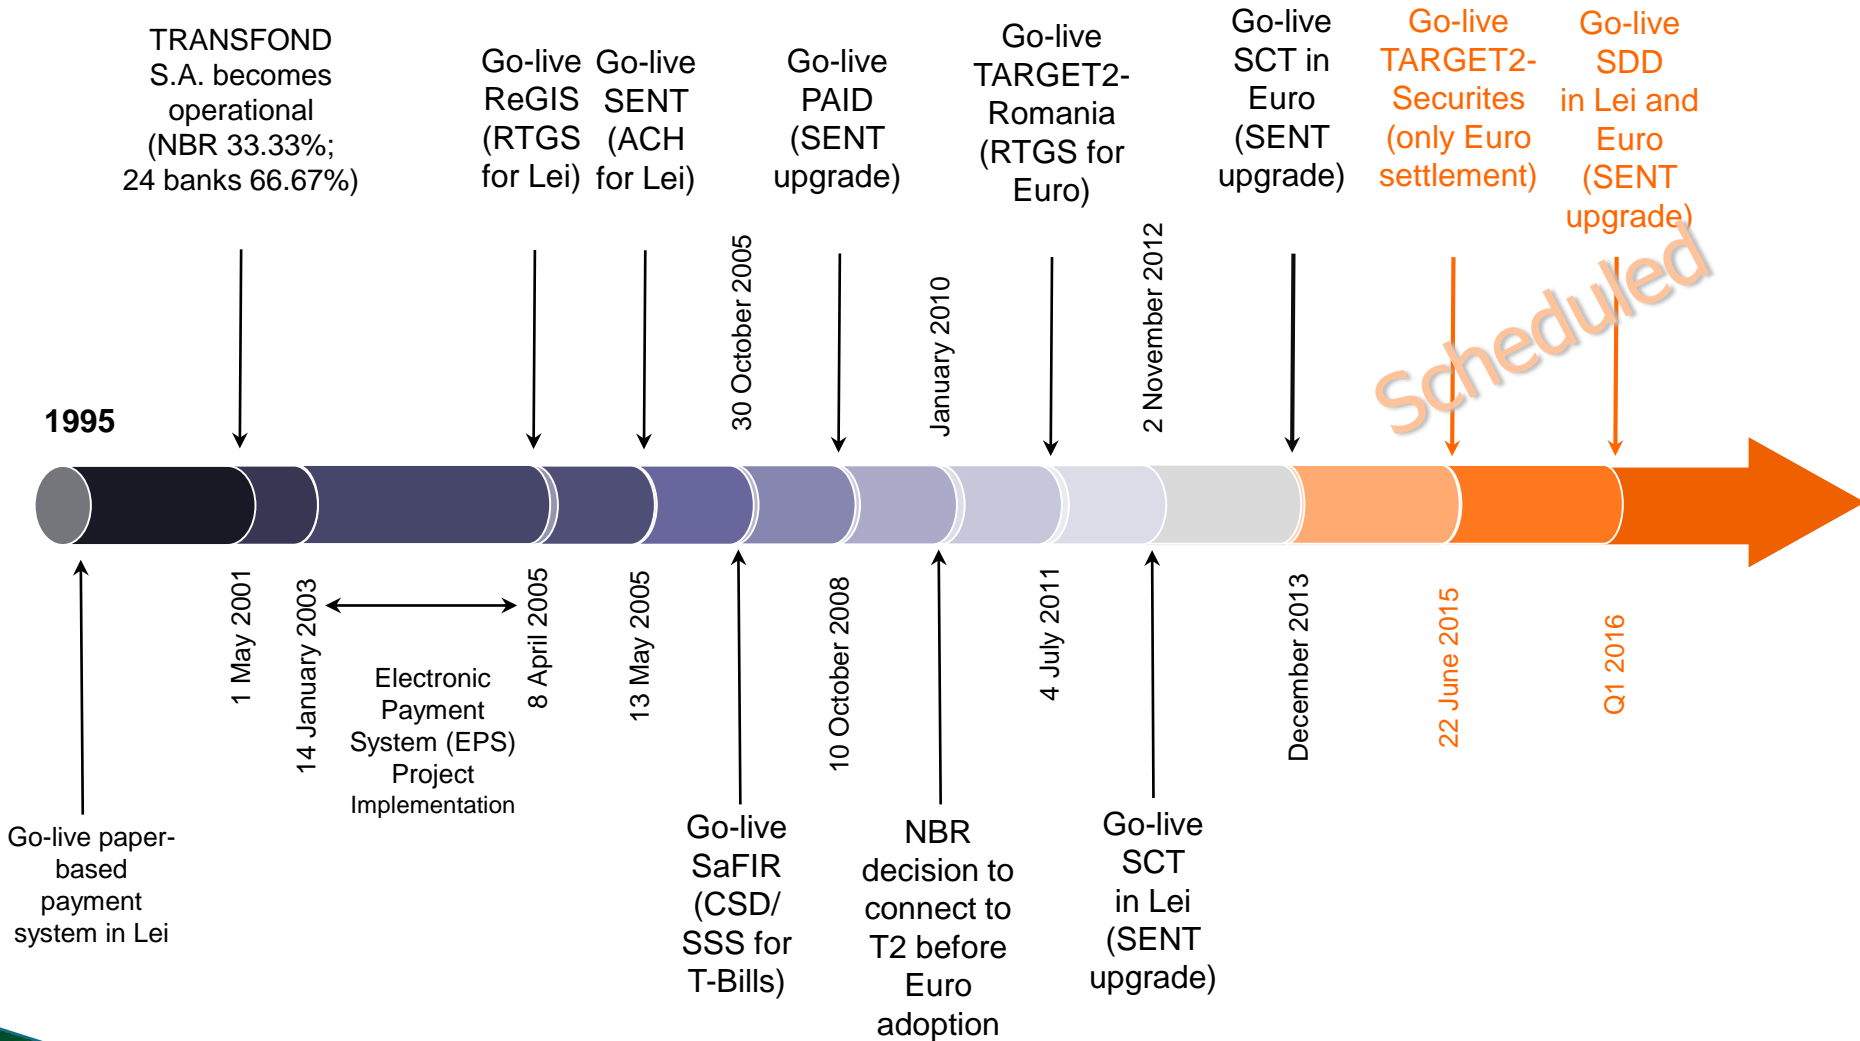 TRANSFOND
S.A. becomes
operational
(NBR 33.33%;
24 banks 66.67%)
Go-live
ReGIS
(RTGS
for Lei)
Go-live
SENT
(ACH
for Lei)
Go-live
PAID
(SENT
upgrade)
Go-live
TARGET2-
Romania
(RTGS for
Euro)
Go-live
SCT in
Euro
(SENT
upgrade)
Go-live
TARGET2-
Securites
(only Euro
settlement)
Go-live
SDD
in Lei and
Euro
(SENT
upgrade)
Scheduled
30 October 2005
January 2010
2 November 2012
1995
1 May 2001
14 January 2003
8 April 2005
13 May 2005
10 October 2008
4 July 2011
December 2013
22 June 2015
Q1 2016
Electronic
Payment
System (EPS)
Project
Implementation
Go-live paper-
based
payment
system in Lei
Go-live
SaFIR
(CSD/
SSS for
T-Bills)
NBR
decision to
connect to
T2 before
Euro
adoption
Go-live
SCT
in Lei
(SENT
upgrade)